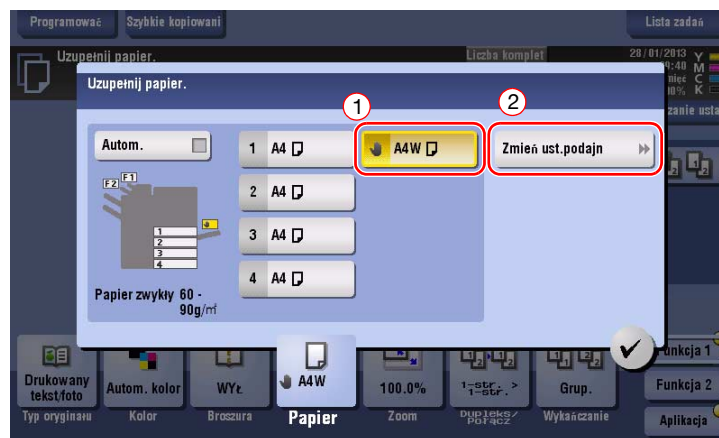 Programować
Szybkie kopiowani
Lista zadań
Uzupełnij papier.
Liczba komplet
28/01/2013
Y
:40
M
C
K
Uzupełnij papier.
1
2
Autom.
1 A4
A4W
Zmień ust.podajn
2 A4
3 A4
4 A4
F2 F1
1
2
3
4
Papier zwykły 60 -
90g/㎡
Drukowany
tekst/foto
Autom. kolor
WYŁ.
A4W
100.0%
1-str. >
1-str.
Grup.
Funkcja 2
Typ oryginału
Kolor
Broszura
Papier
Zoom
Dupleks/
Połącz
Wykańczanie
Aplikacja